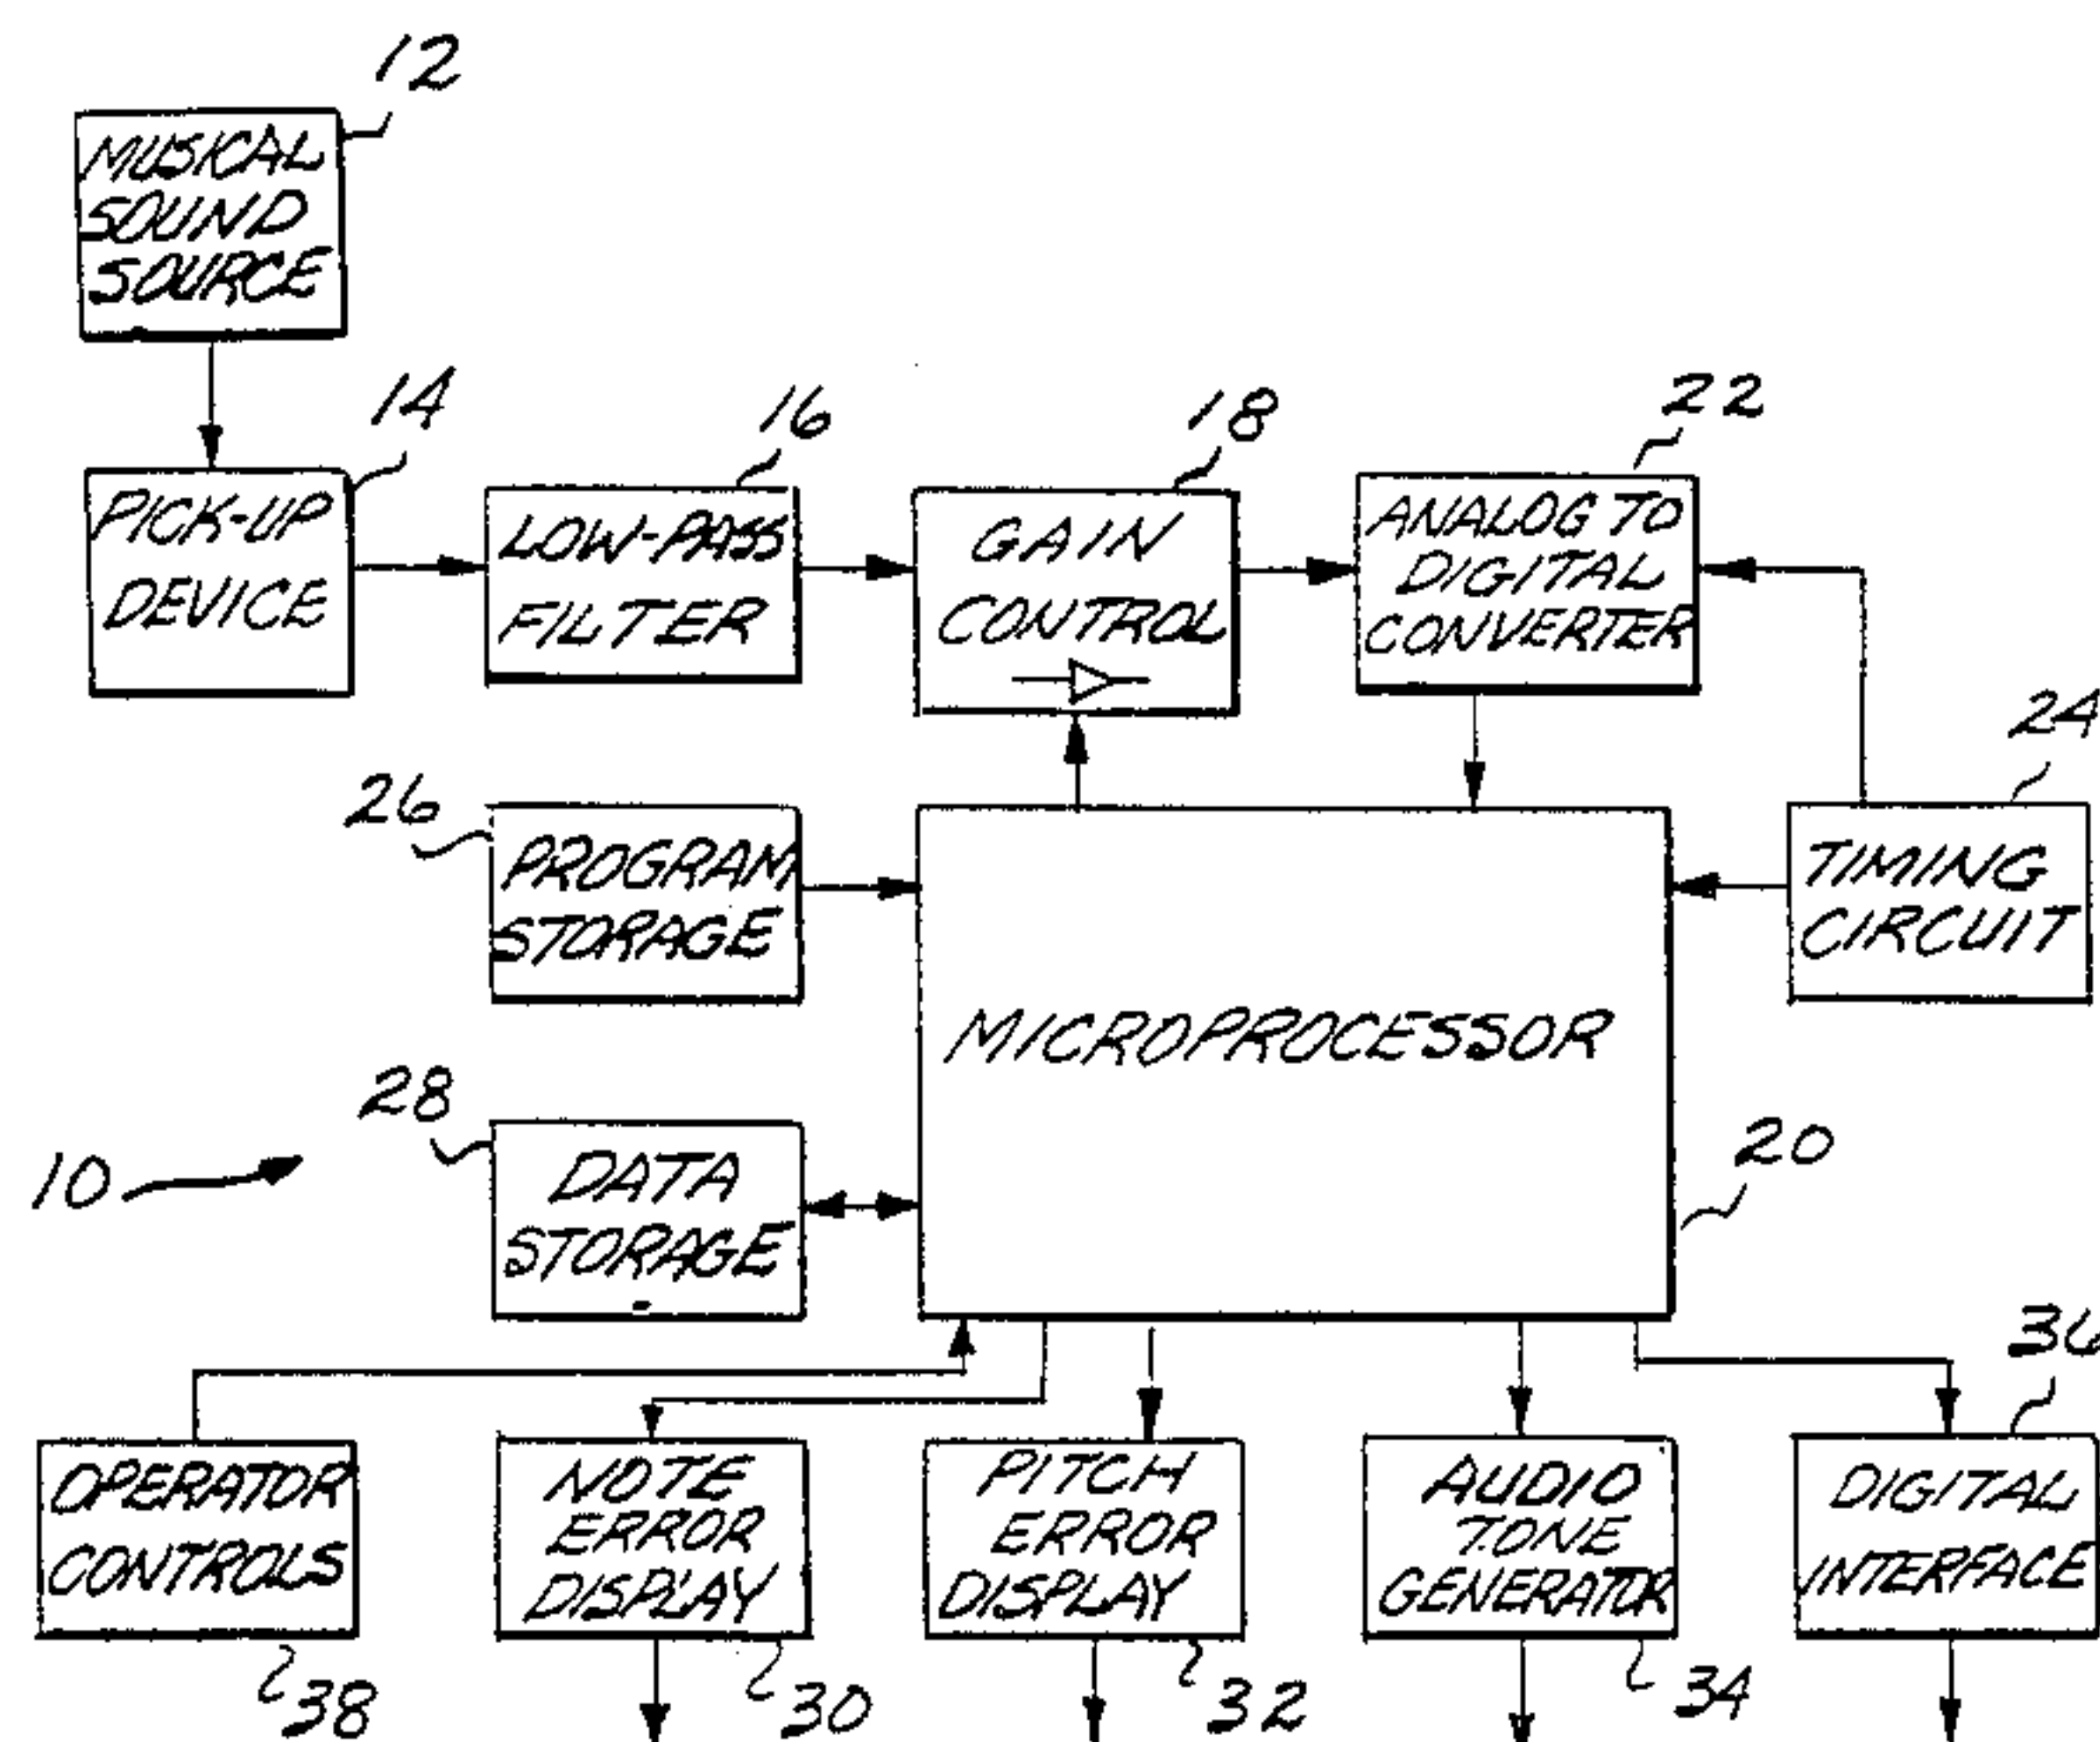 12
MUSICAL
SOUND
SOURCE
14
16
18
22
PICK-UP
DEVICE
LOW-PASS
FILTER
GAIN
CONTROL
ANALOG TO
DIGITAL
CONVERTER
24
26
PROGRAM
STORAGE
MICROPROCESSOR
TIMING
CIRCUIT
28
DATA
STORAGE
10
20
36
OPERATOR
CONTROLS
NOTE
ERROR
DISPLAY
PITCH
ERROR
DISPLAY
AUDIO
TONE
GENERATOR
DIGITAL
INTERFACE
38
30
32
34